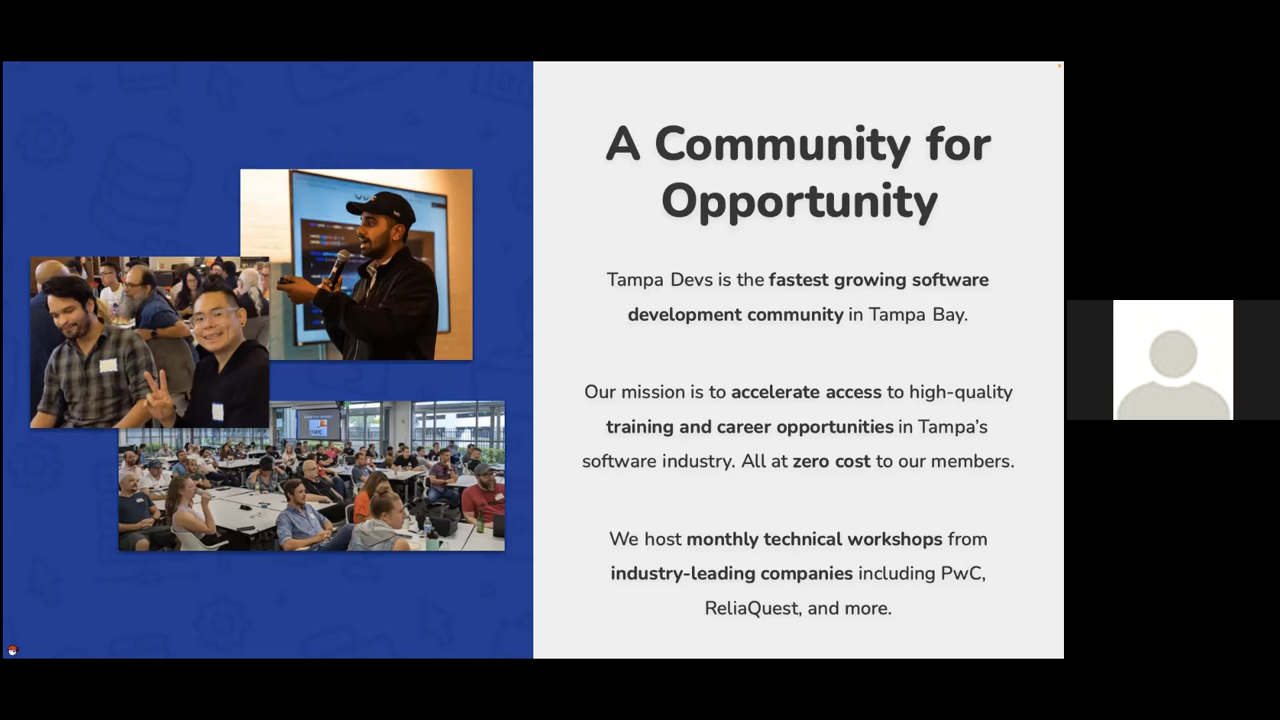 A Community for
Opportunity
Tampa Devs is the fastest growing software
development community in Tampa Bay.
Our mission is to accelerate access to high-quality
training and career opportunities in Tampa’s
software industry. All at zero cost to our members.
We host monthly technical workshops from
industry-leading companies including PwC,
ReliaQuest, and more.